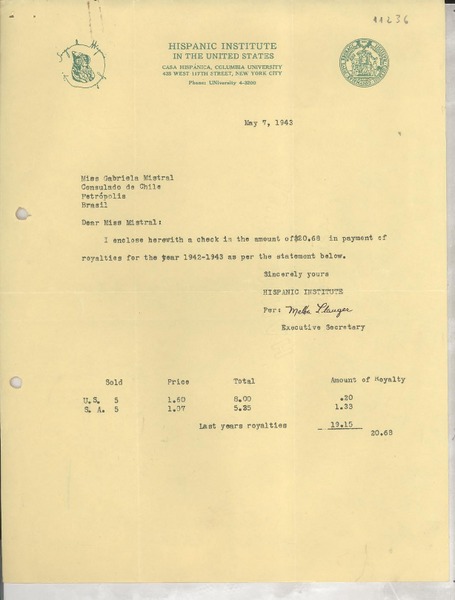 11236
HISPANIC INSTITUTE
IN THE UNITED STATES
CASA HISPÁNICA, COLUMBIA UNIVERSITY
435 WEST 117TH STREET, NEW YORK CITY
Phone: UNiversity 4-3200
May 7, 1943
Miss Gabriela Mistral
Consulado de Chile
Petrópolis
Brasil
Dear Miss Mistral:
I enclose herewith a check in the amount of $20.68 in payment of
royalties for the year 1942-1943 as per the statement below.
Sincerely yours
HISPANIC INSTITUTE
Per:
Executive Secretary
Sold Price Total Amount of Royalty
U.S. 5 1.60 8.00 .20
S. A. 5 1.07 5.35 1.33
Last years royalties 19.15
20.68